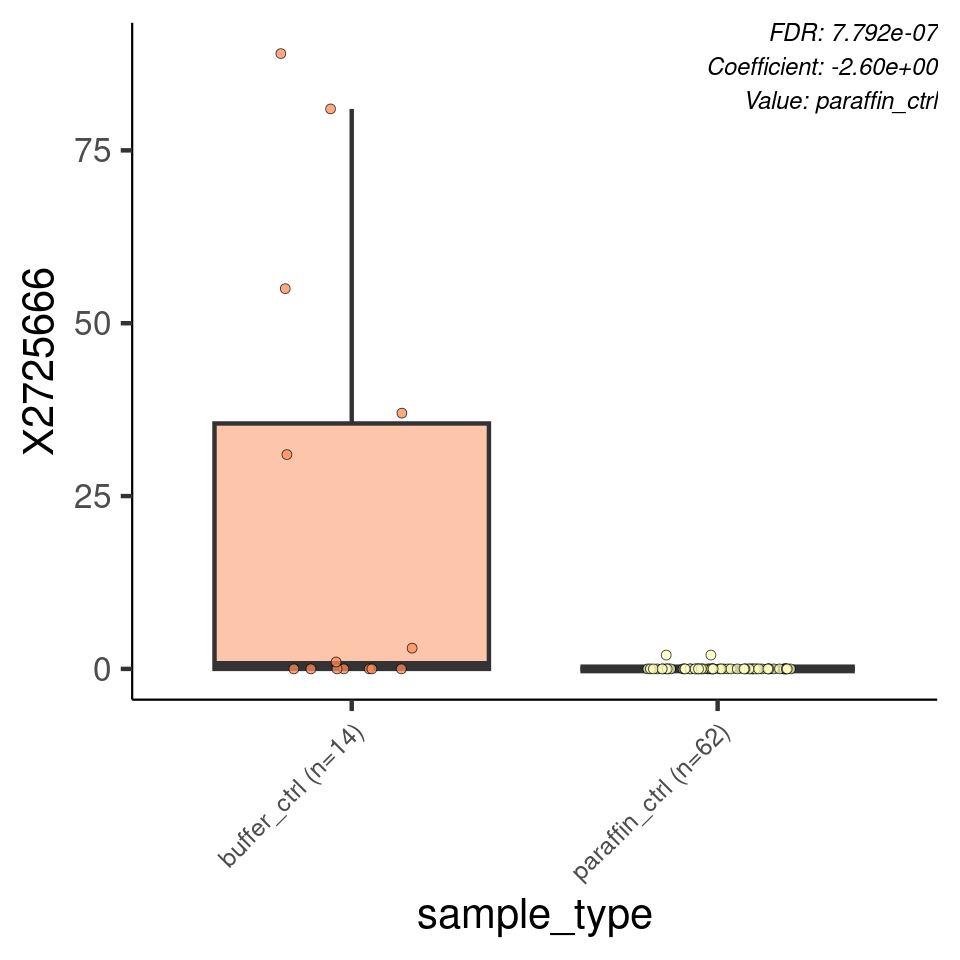 FDR: 7.792e-07
Coefficient: -2.60e+00
Value: paraffin_ctrl
X2725666
75
50
25
0
buffer_ctrl (n=14)
paraffin_ctrl (n=62)
sample_type